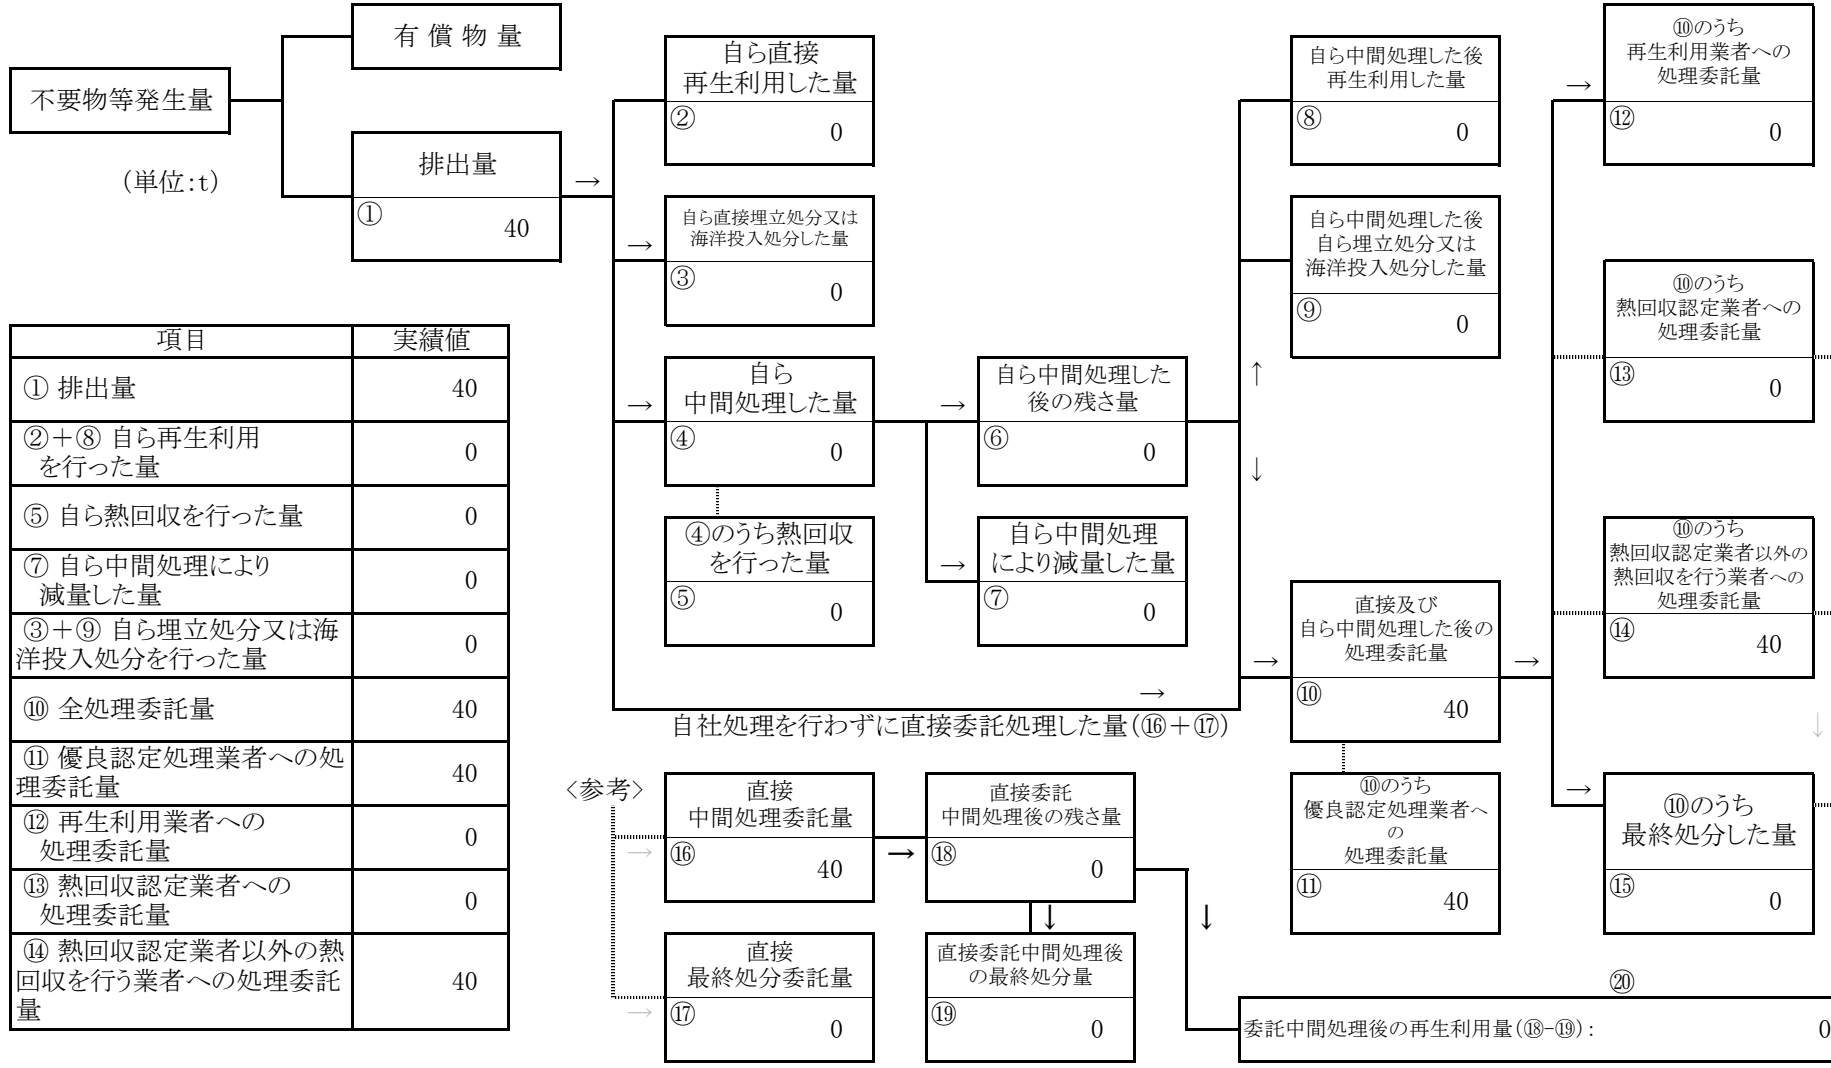 不要物等発生量
有 償 物 量
排出量
①
40
(単位:t)
→
自ら直接
再生利用した量
②
0
→
自ら直接埋立処分又は
海洋投入処分した量
③
0
→
自ら
中間処理した量
④
0
④のうち熱回収
を行った量
⑤
0
→
自ら中間処理した
後の残さ量
⑥
0
→
自ら中間処理
により減量した量
⑦
0
自ら中間処理した後
再生利用した量
⑧
0
自ら中間処理した後
自ら埋立処分又は
海洋投入処分した量
⑨
0
↑
↓
→
直接及び
自ら中間処理した後の
処理委託量
⑩
40
⑩のうち
優良認定処理業者へ
の
処理委託量
⑪
40
→
→
⑩のうち
再生利用業者への
処理委託量
⑫
0
⑩のうち
熱回収認定業者への
処理委託量
⑬
0
⑩のうち
熱回収認定業者以外の
熱回収を行う業者への
処理委託量
⑭
40
↓
→
⑩のうち
最終処分した量
⑮
0
→
自社処理を行わずに直接委託処理した量(⑯+⑰)
<参考>
→
直接
中間処理委託量
⑯
40
→
直接委託
中間処理後の残さ量
⑱
0
→
直接
最終処分委託量
⑰
0
↓
直接委託中間処理後
の最終処分量
⑲
0
↓
⑳
委託中間処理後の再生利用量(⑱-⑲): 0
項目 実績値
① 排出量 40
②+⑧ 自ら再生利用
を行った量 0
⑤ 自ら熱回収を行った量 0
⑦ 自ら中間処理により
減量した量 0
③+⑨ 自ら埋立処分又は海
洋投入処分を行った量 0
⑩ 全処理委託量 40
⑪ 優良認定処理業者への処
理委託量 40
⑫ 再生利用業者への
処理委託量 0
⑬ 熱回収認定業者への
処理委託量 0
⑭ 熱回収認定業者以外の熱
回収を行う業者への処理委託
量 40